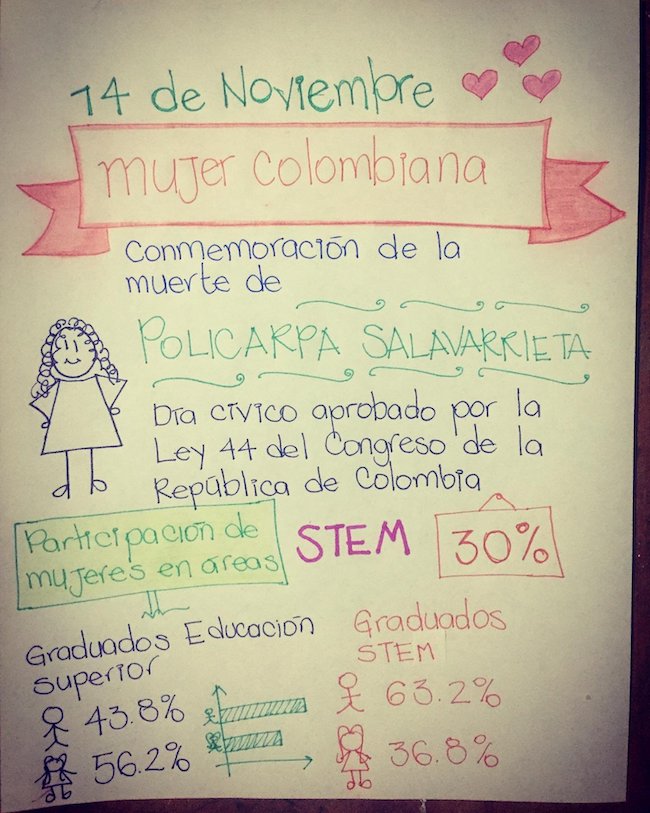 14 de Noviembre
mujer colombiana
Conmemoración de la
muerte de
POLICARPA SALAVARRIETA
Día cívico aprobado por la
Ley 44 del Congreso de la
República de Colombia
Participación de
mujeres en áreas
STEM
30%
Graduados Educación
superior
43.8%
56.2%
Graduados
STEM
63.2%
36.8%